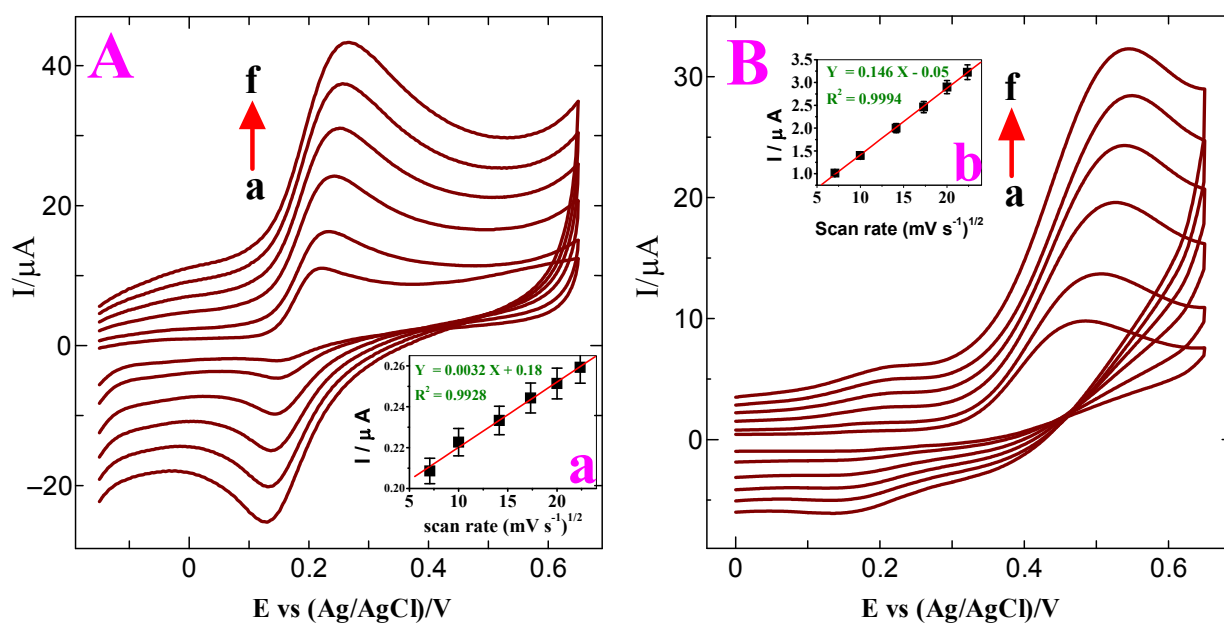 A
f
a
I/μA
40
20
0
−20
0
0.2
0.4
0.6
E vs (Ag/AgCl)/V
Y = 0.0032 X + 0.18
R² = 0.9928
I / μ A
0.26
0.24
0.22
0.20
5
10
15
20
a
scan rate (mV s⁻¹)¹/²
B
f
a
I/μA
30
20
10
0
0
0.2
0.4
0.6
E vs (Ag/AgCl)/V
Y = 0.146 X - 0.05
R² = 0.9994
I / μ A
3.5
3.0
2.5
2.0
1.5
1.0
5
10
15
20
b
Scan rate (mV s⁻¹)¹/²